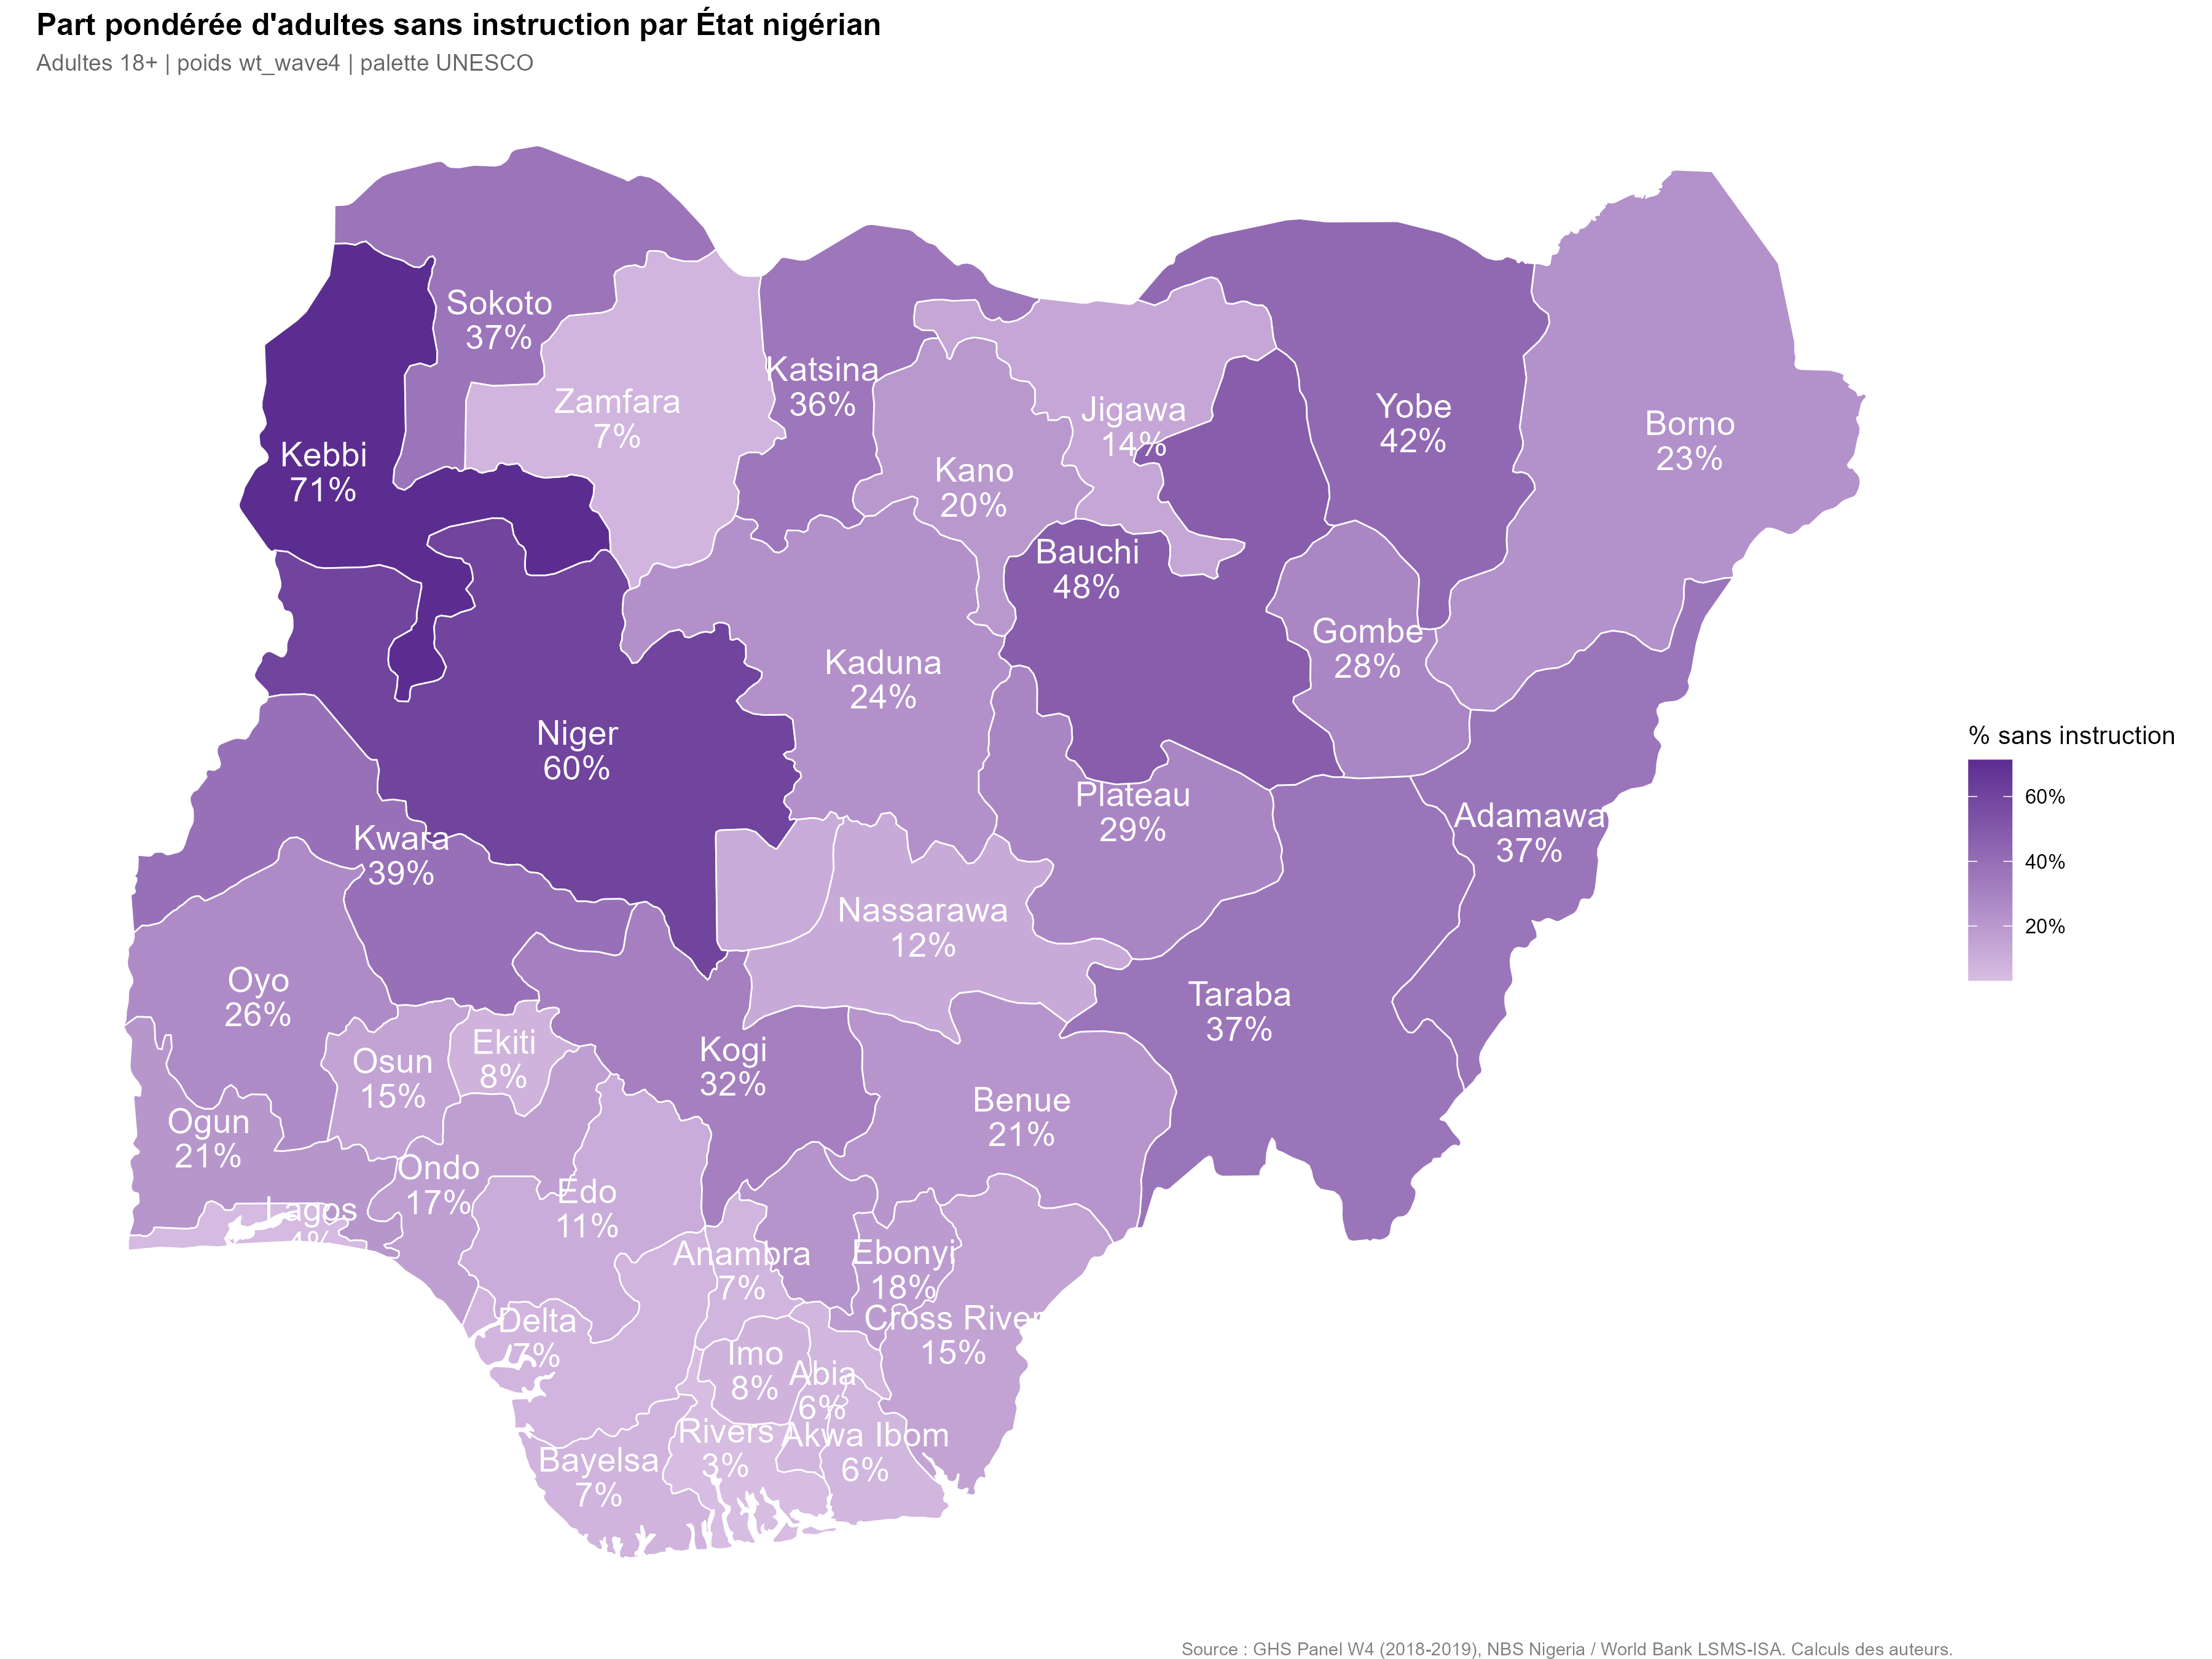 Part pondérée d'adultes sans instruction par État nigérian
Adultes 18+ | poids wt_wave4 | palette UNESCO
Sokoto
37%
Katsina
36%
Zamfara
7%
Jigawa
14%
Yobe
42%
Borno
23%
Kebbi
71%
Kano
20%
Bauchi
48%
Gombe
28%
Kaduna
24%
Niger
60%
Plateau
29%
Adamawa
37%
Kwara
39%
Nassarawa
12%
Oyo
26%
Taraba
37%
Ekiti
8%
Osun
15%
Kogi
32%
Benue
21%
Ogun
21%
Ondo
17%
Edo
11%
Lagos
4%
Anambra
7%
Ebonyi
18%
Cross River
15%
Delta
7%
Imo
8%
Abia
6%
Rivers
3%
Akwa Ibom
6%
Bayelsa
7%
% sans instruction
60%
40%
20%
Source : GHS Panel W4 (2018-2019), NBS Nigeria / World Bank LSMS-ISA. Calculs des auteurs.